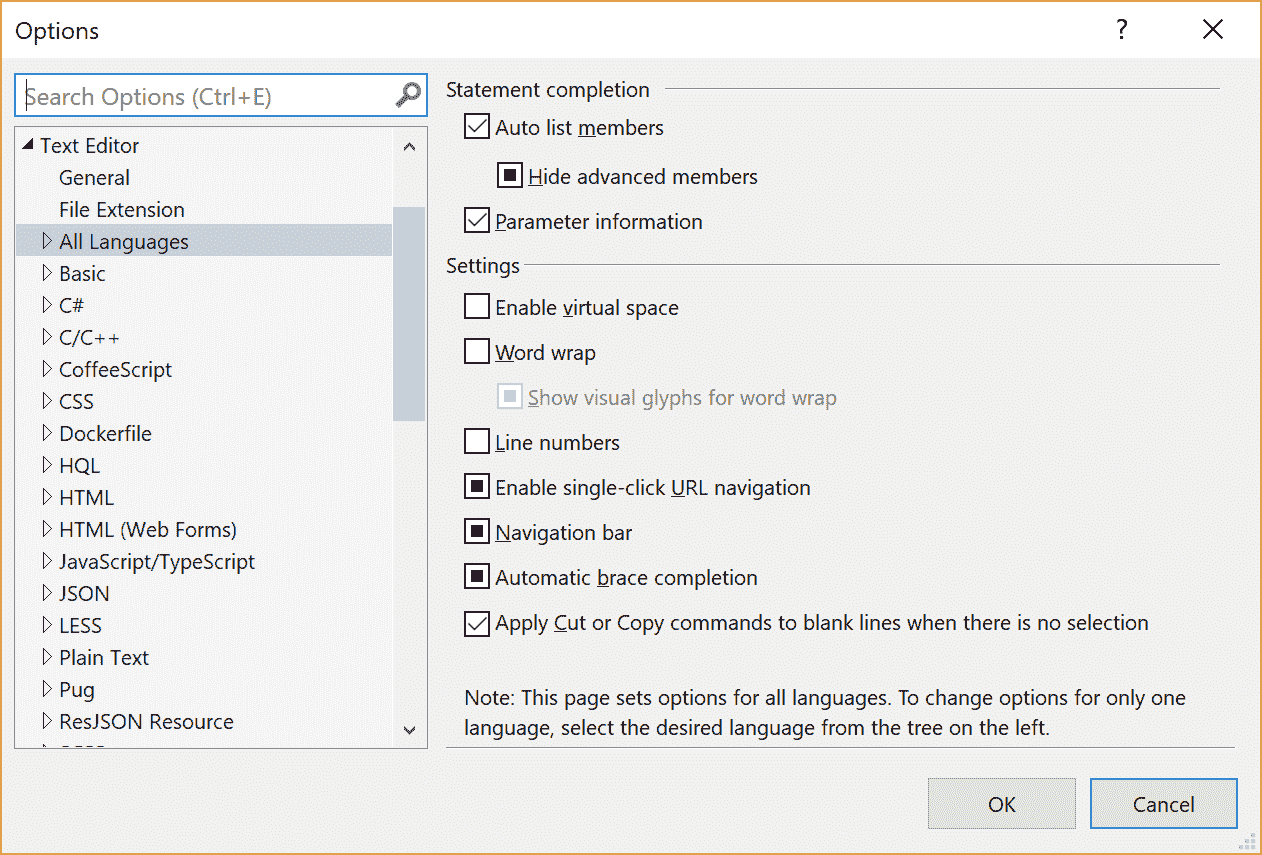 Options
?
Search Options (Ctrl+E)
Text Editor
General
File Extension
All Languages
Basic
C#
C/C++
CoffeeScript
CSS
Dockerfile
HQL
HTML
HTML (Web Forms)
JavaScript/TypeScript
JSON
LESS
Plain Text
Pug
ResJSON Resource
Statement completion
Auto list members
Hide advanced members
Parameter information
Settings
Enable virtual space
Word wrap
Show visual glyphs for word wrap
Line numbers
Enable single-click URL navigation
Navigation bar
Automatic brace completion
Apply Cut or Copy commands to blank lines when there is no selection
Note: This page sets options for all languages. To change options for only one
language, select the desired language from the tree on the left.
OK
Cancel